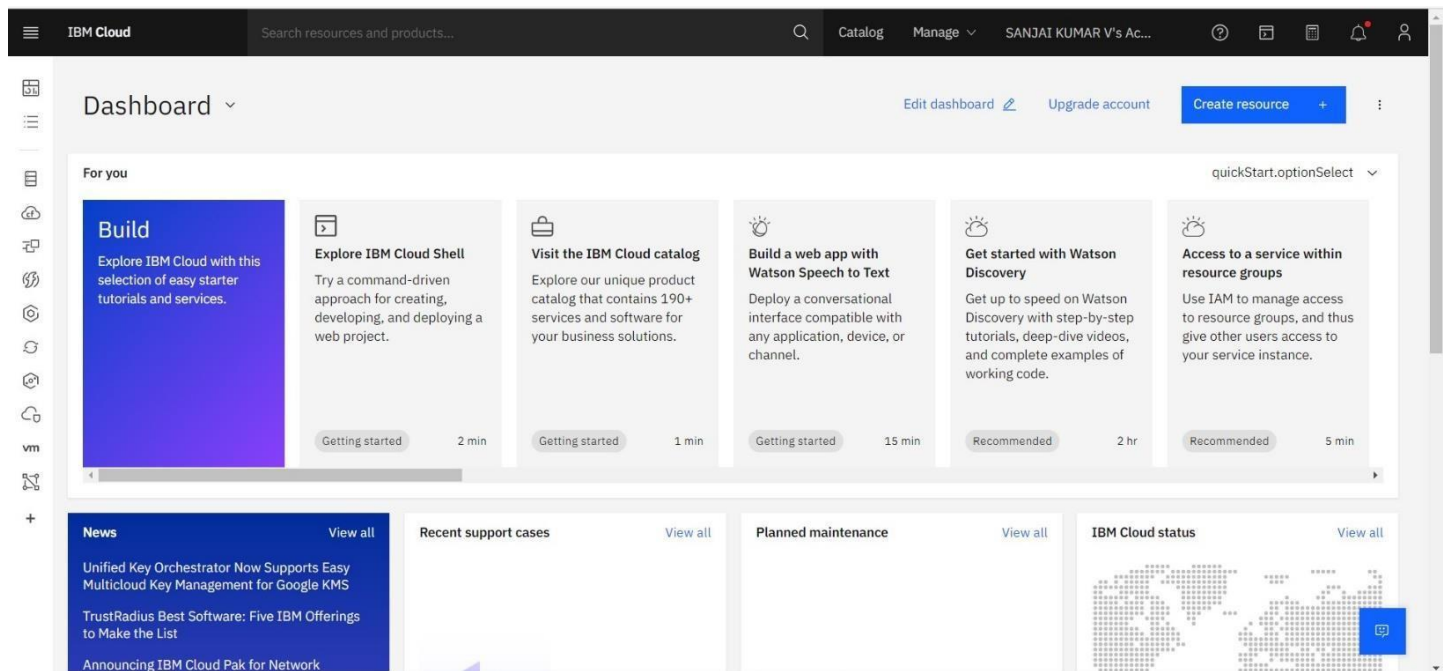 IBM Cloud
Search resources and products...
Catalog
Manage
SANJAI KUMAR V's Ac...
Dashboard
Edit dashboard
Upgrade account
Create resource +
For you
quickStart.optionSelect
Build
Explore IBM Cloud with this
selection of easy starter
tutorials and services.
Explore IBM Cloud Shell
Try a command-driven
approach for creating,
developing, and deploying a
web project.
Getting started
2 min
Visit the IBM Cloud catalog
Explore our unique product
catalog that contains 190+
services and software for
your business solutions.
Getting started
1 min
Build a web app with
Watson Speech to Text
Deploy a conversational
interface compatible with
any application, device, or
channel.
Getting started
15 min
Get started with Watson
Discovery
Get up to speed on Watson
Discovery with step-by-step
tutorials, deep-dive videos,
and complete examples of
working code.
Recommended
2 hr
Access to a service within
resource groups
Use IAM to manage access
to resource groups, and thus
give other users access to
your service instance.
Recommended
5 min
vm
News
View all
Unified Key Orchestrator Now Supports Easy
Multicloud Key Management for Google KMS
TrustRadius Best Software: Five IBM Offerings
to Make the List
Announcing IBM Cloud Pak for Network
Recent support cases
View all
Planned maintenance
View all
IBM Cloud status
View all